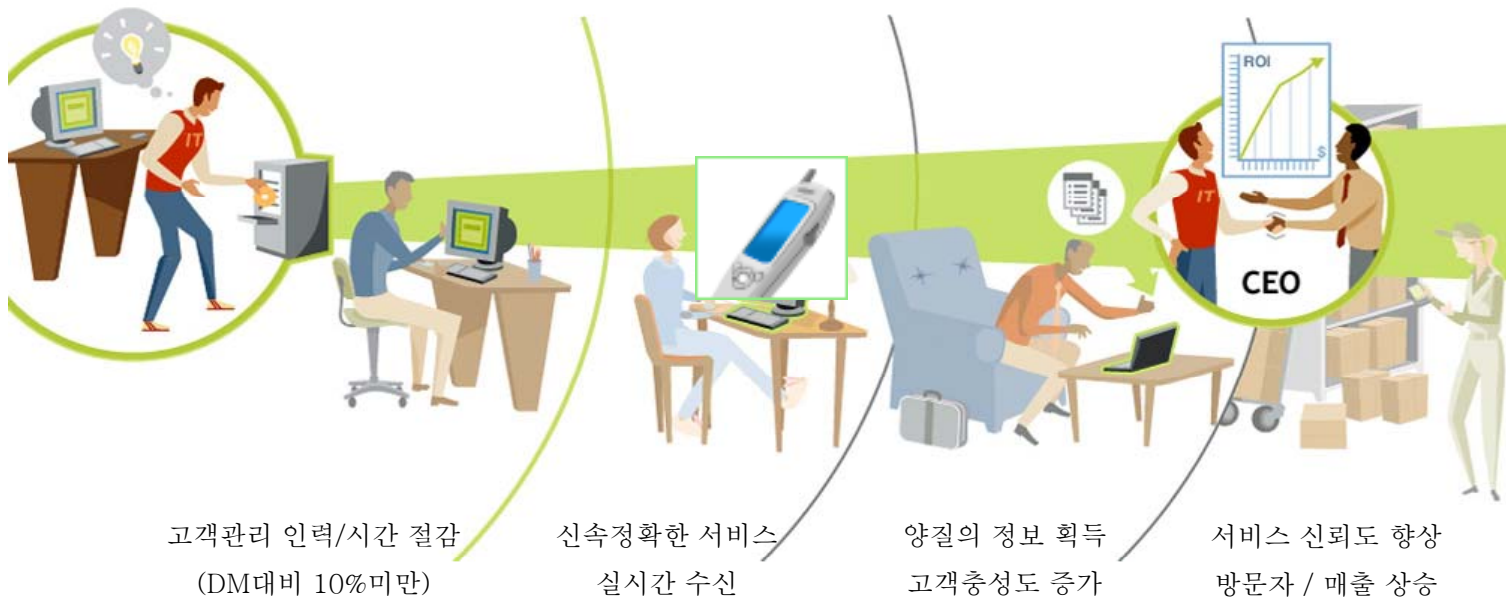 ROI
$
IT
IT
CEO
고객관리 인력/시간 절감
(DM대비 10%미만)
신속정확한 서비스
실시간 수신
양질의 정보 획득
고객충성도 증가
서비스 신뢰도 향상
방문자 / 매출 상승